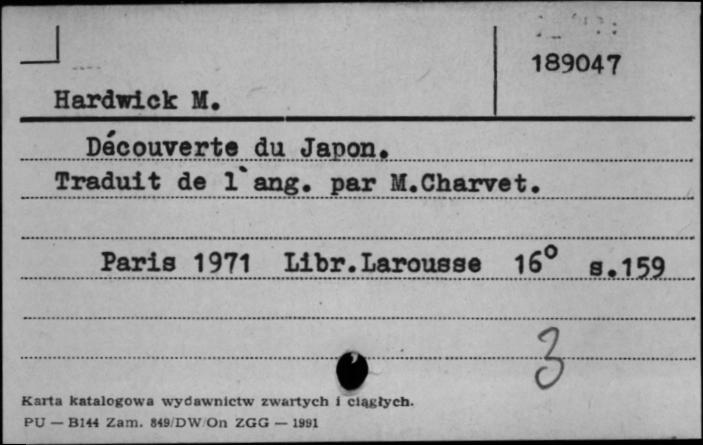 189047
Hardwick M.
Découverte du Japon.
Traduit de l`ang. par M.Charvet.
Paris 1971 Libr.Larousse 16° s.159
3
Karta katalogowa wydawnictw zwartych i ciągłych.
PU — B144 Zam. 849/DW/On ZGG — 1991